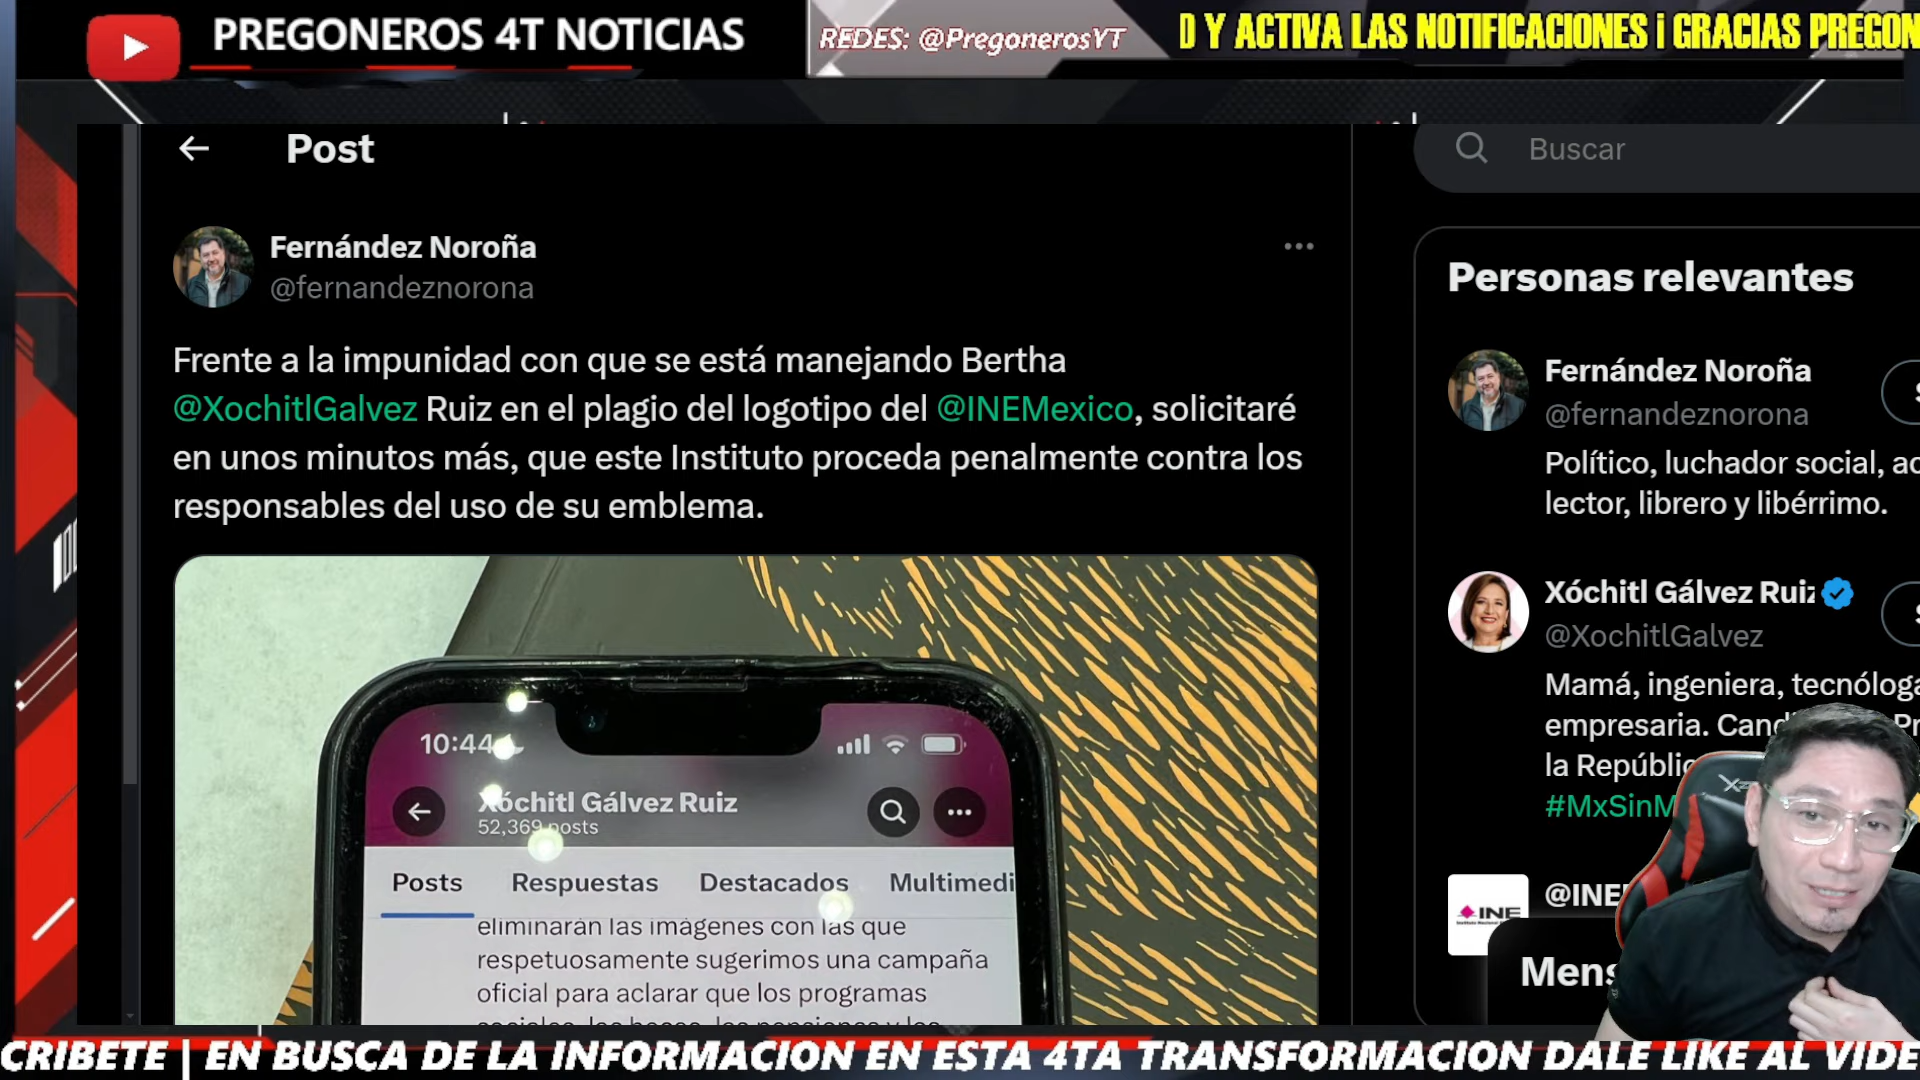 PREGONEROS 4T NOTICIAS
REDES: @PregonerosYT
D Y ACTIVA LAS NOTIFICACIONES ¡ GRACIAS PREGON
Post
Buscar
Fernández Noroña
@fernandeznorona
Frente a la impunidad con que se está manejando Bertha
@XochitlGalvez Ruiz en el plagio del logotipo del @INEMexico, solicitaré
en unos minutos más, que este Instituto proceda penalmente contra los
responsables del uso de su emblema.
10:44
Xóchitl Gálvez Ruiz
52,369 posts
Posts Respuestas Destacados Multimedi
eliminarán las imágenes con las que
respetuosamente sugerimos una campaña
oficial para aclarar que los programas
Personas relevantes
Fernández Noroña
@fernandeznorona
Político, luchador social, ac
lector, librero y libérrimo.
Xóchitl Gálvez Ruiz
@XochitlGalvez
Mamá, ingeniera, tecnóloga
empresaria. Cand
la Repúblic
#MxSinM
INE
@INE
Mens
CRIBETE | EN BUSCA DE LA INFORMACION EN ESTA 4TA TRANSFORMACION DALE LIKE AL VIDE